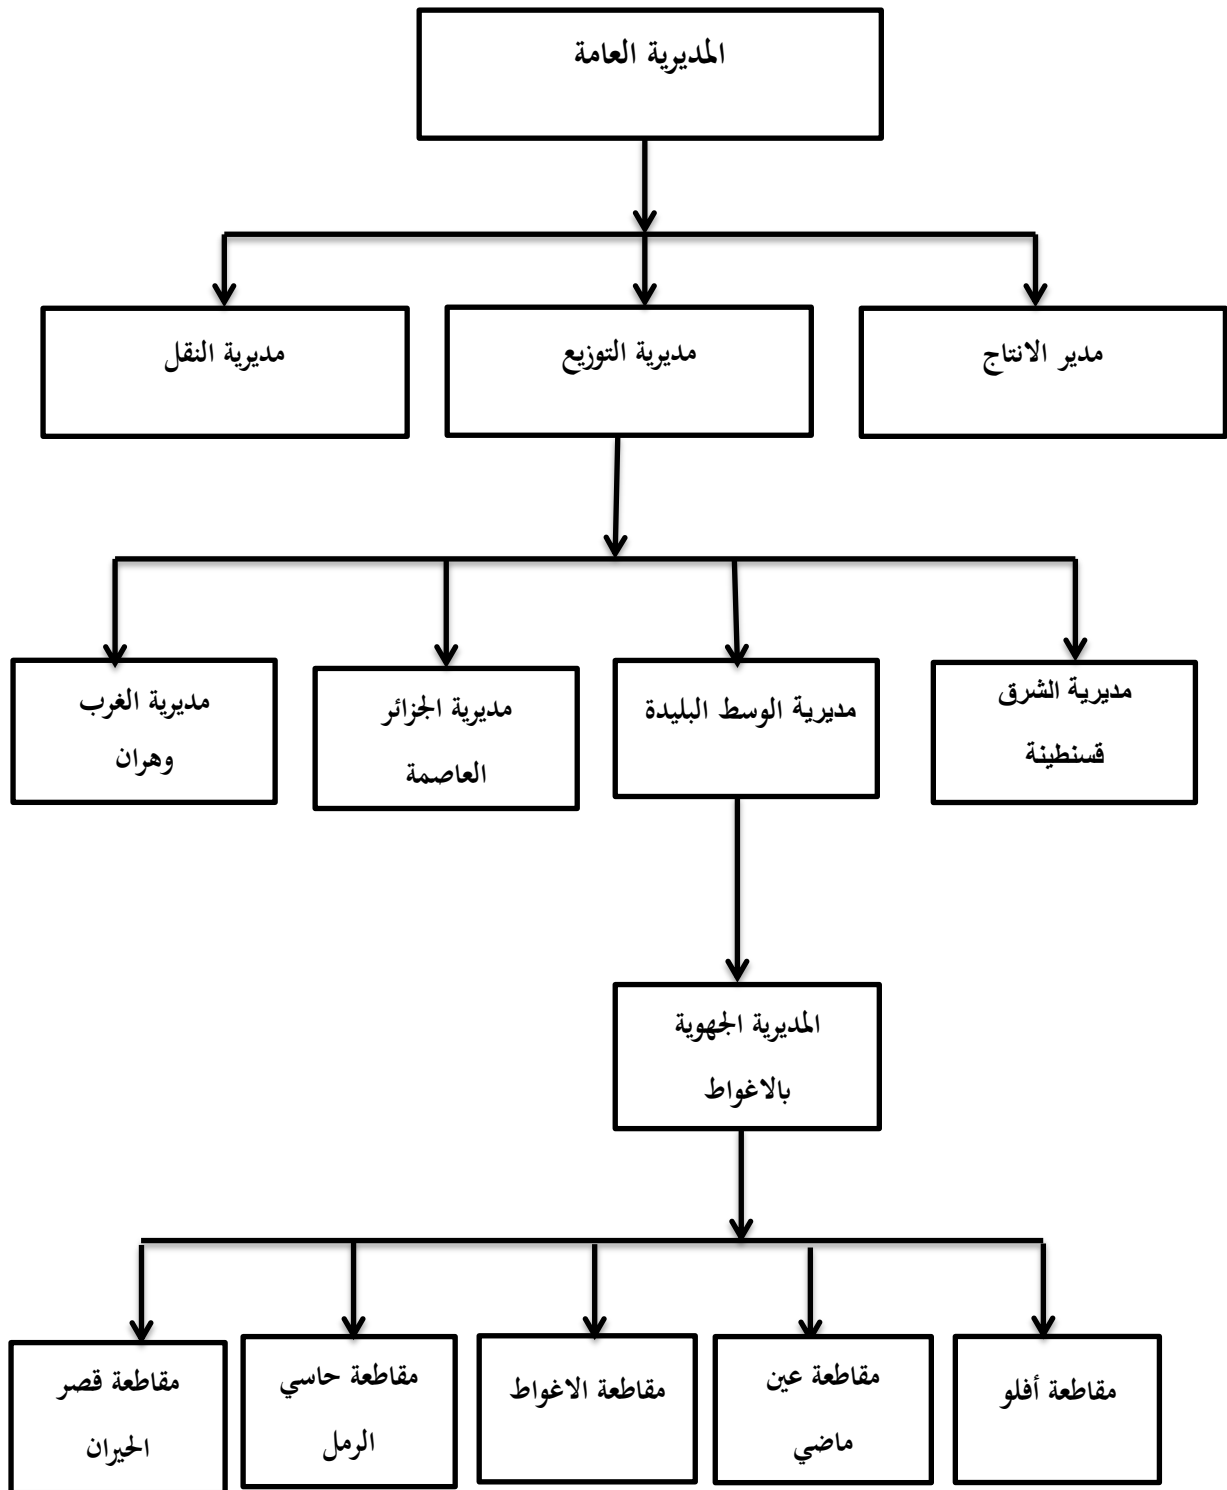 المديرية العامة
مدير الانتاج
مديرية التوزيع
مديرية النقل
مديرية الشرق
قسنطينة
مديرية الوسط البليدة
مديرية الجزائر
العاصمة
مديرية الغرب
وهران
المديرية الجهوية
بالاغواط
مقاطعة أفلو
مقاطعة عين
ماضي
مقاطعة الاغواط
مقاطعة حاسي
الرمل
مقاطعة قصر
الحيران